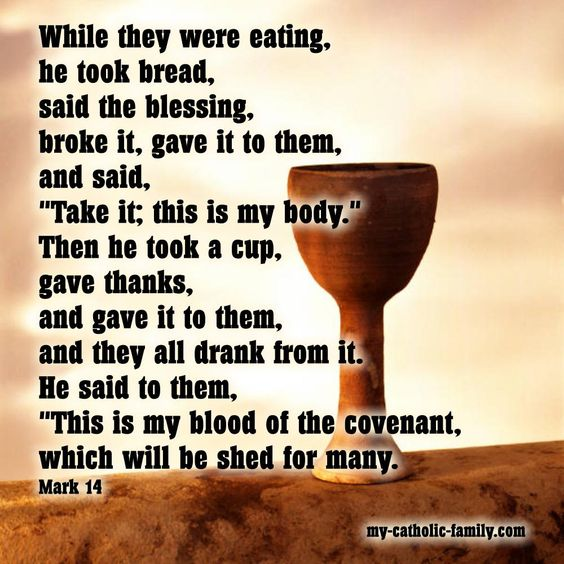 While they were eating,
he took bread,
said the blessing,
broke it, gave it to them,
and said,
"Take it; this is my body."
Then he took a cup,
gave thanks,
and gave it to them,
and they all drank from it.
He said to them,
"This is my blood of the covenant,
which will be shed for many.
Mark 14
my-catholic-family.com